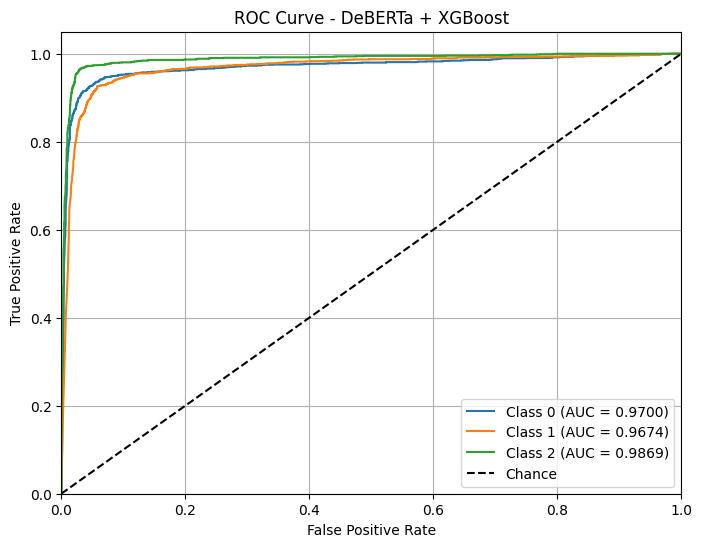 ROC Curve - DeBERTa + XGBoost
True Positive Rate
1.0
0.8
0.6
0.4
0.2
0.0
Class 0 (AUC = 0.9700)
Class 1 (AUC = 0.9674)
Class 2 (AUC = 0.9869)
Chance
0.0 0.2 0.4 0.6 0.8 1.0
False Positive Rate